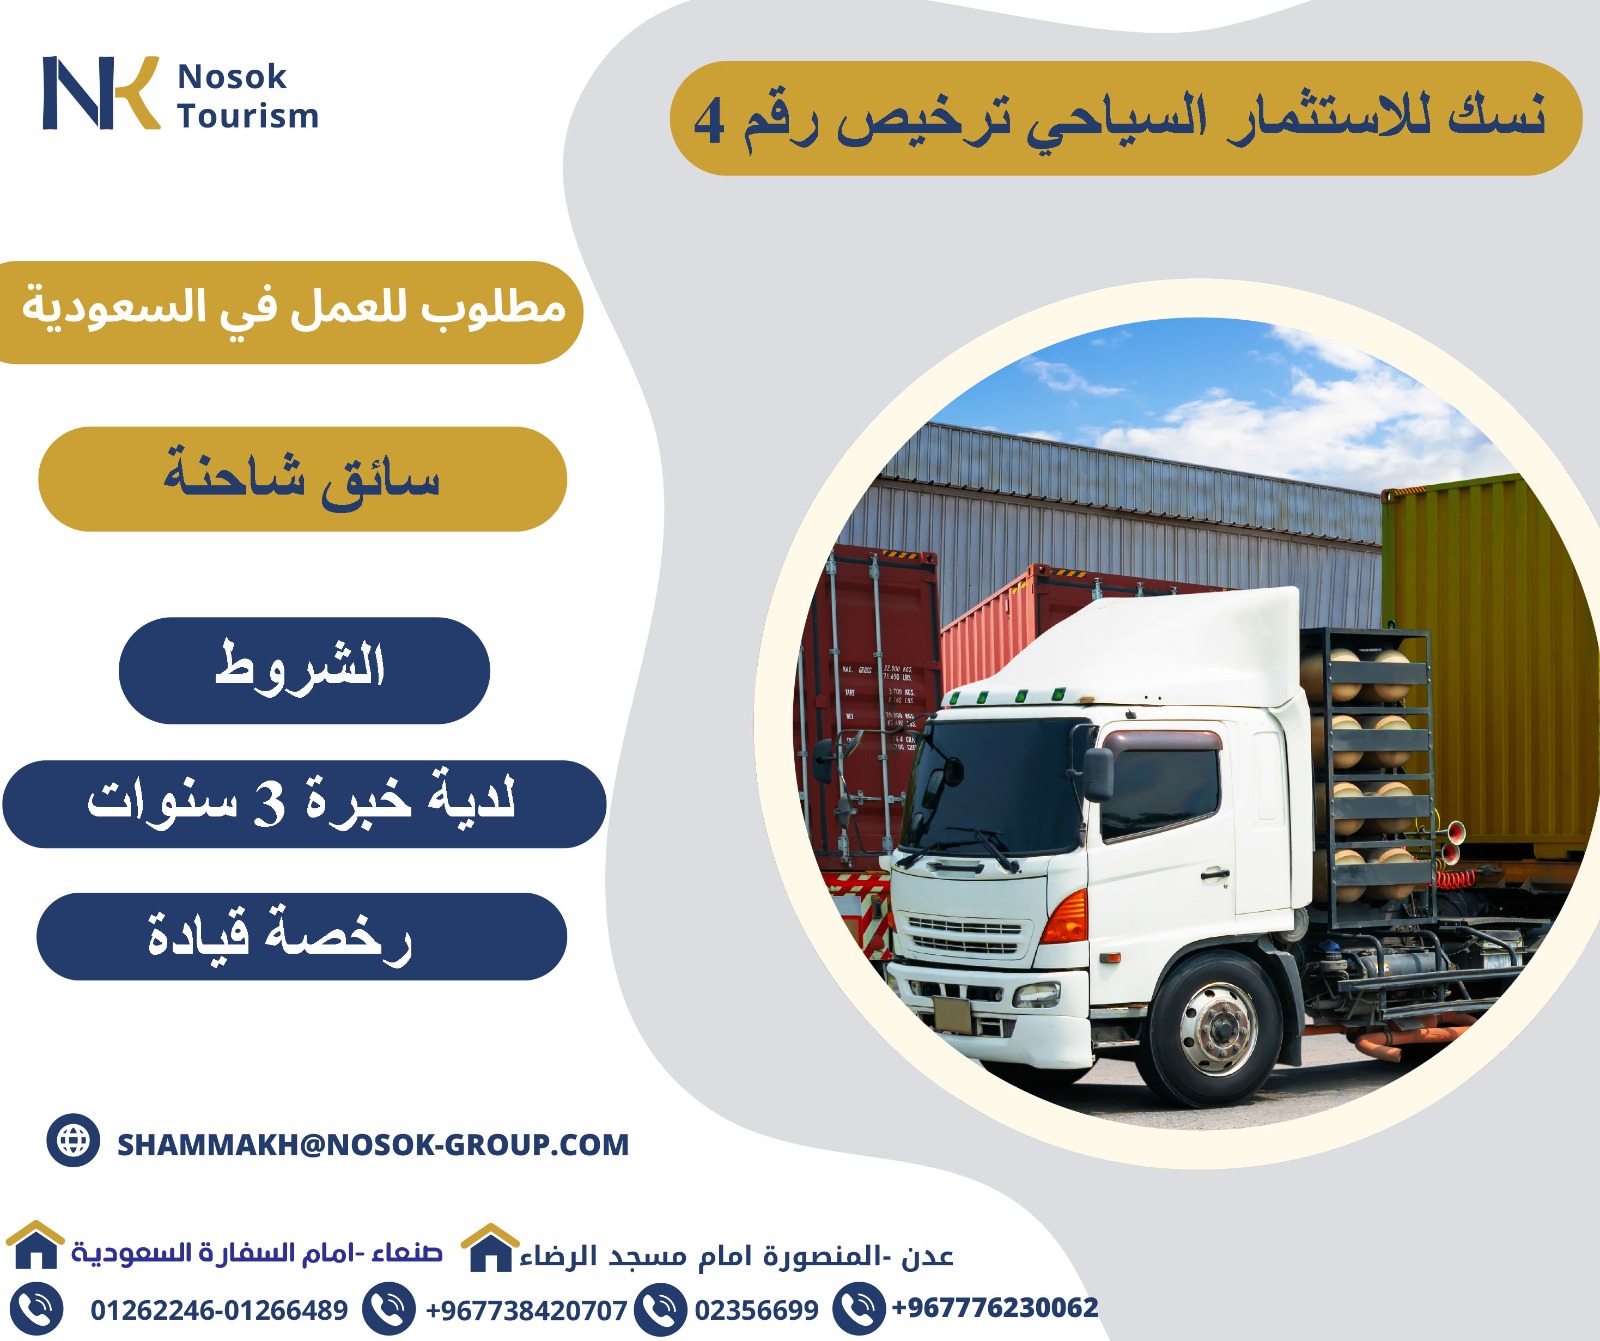 Nosok
Tourism
نسك للاستثمار السياحي ترخيص رقم 4
مطلوب للعمل في السعودية
سائق شاحنة
الشروط
لدية خبرة 3 سنوات
رخصة قيادة
SHAMMAKH@NOSOK-GROUP.COM
صنعاء -امام السفارة السعودية
عدن -المنصورة امام مسجد الرضاء
01262246-01266489
+967738420707
02356699
+967776230062